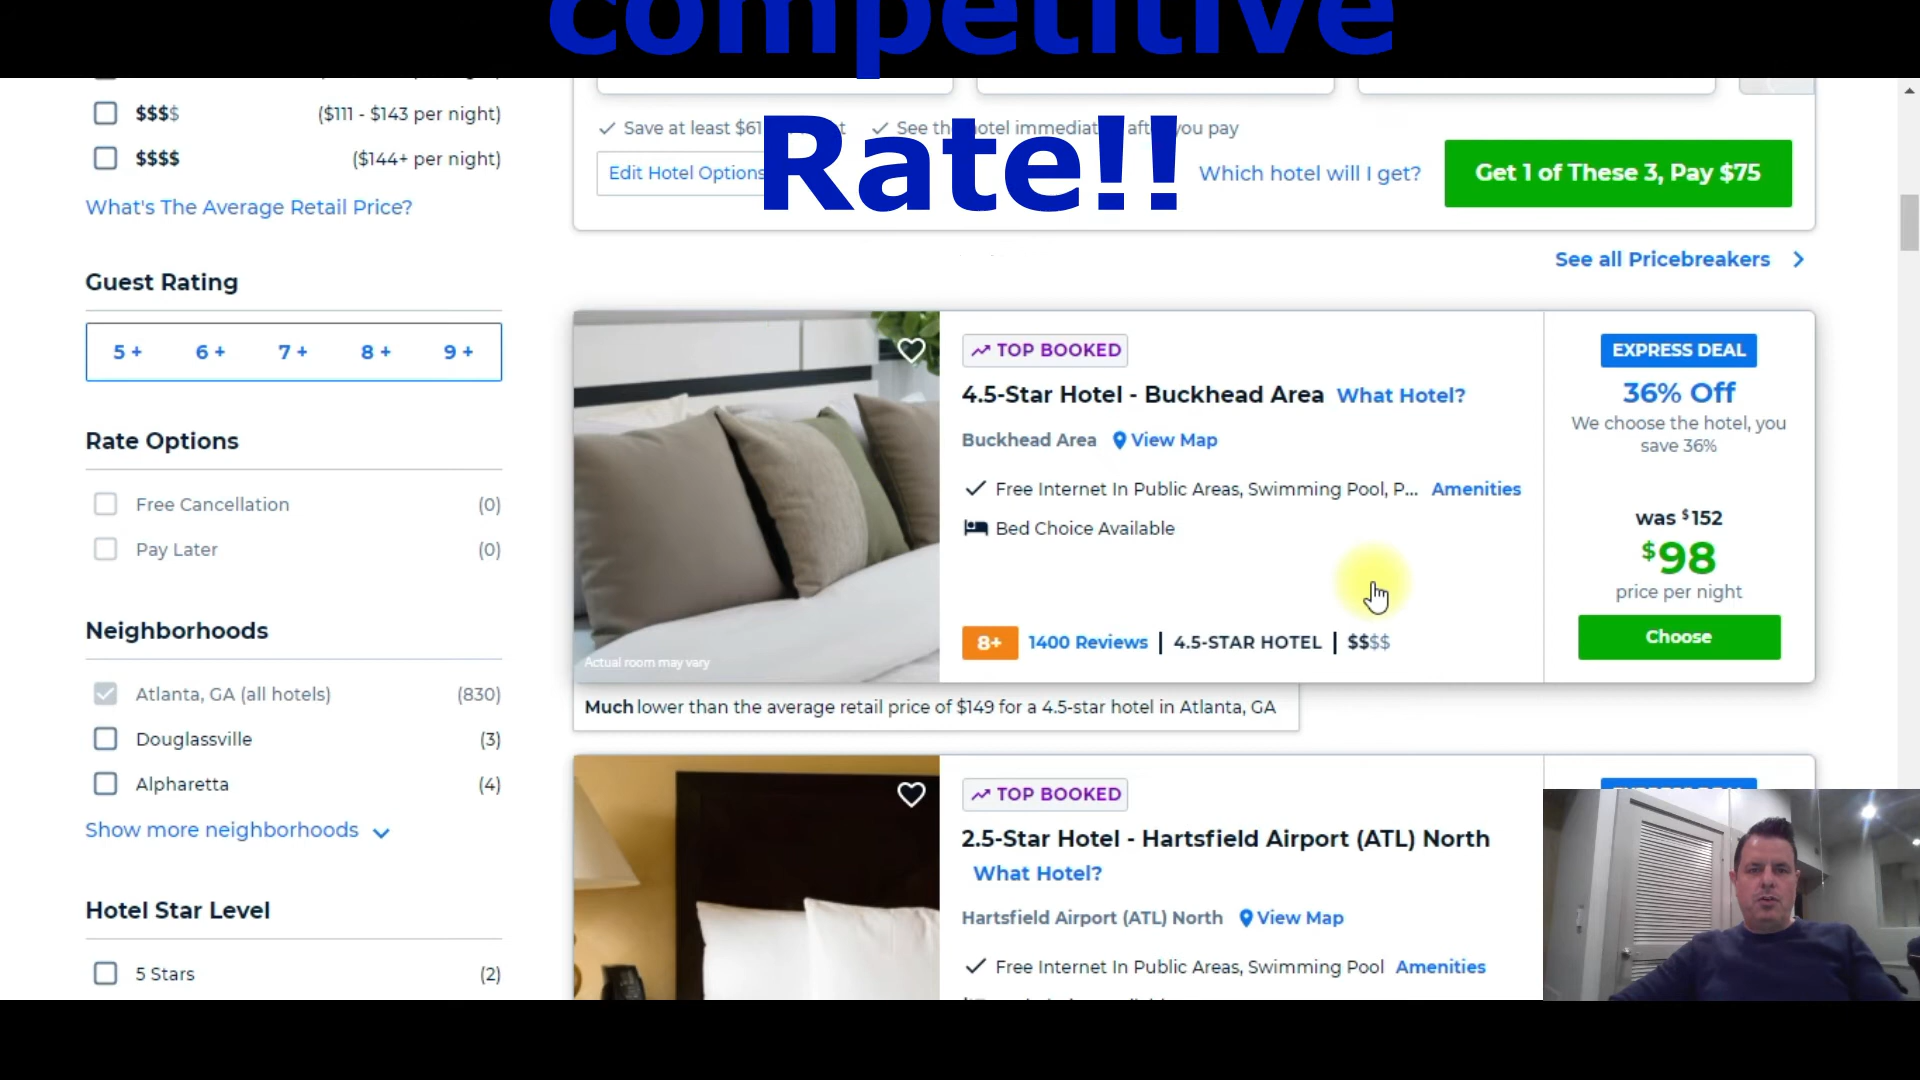 competitive
Rate!!
$$$$ ($111 - $143 per night)
$$$$ ($144+ per night)
What's The Average Retail Price?
Guest Rating
5 + 6 + 7 + 8 + 9 +
Rate Options
Free Cancellation (0)
Pay Later (0)
Neighborhoods
Atlanta, GA (all hotels) (830)
Douglassville (3)
Alpharetta (4)
Show more neighborhoods
Hotel Star Level
5 Stars (2)
Save at least $61 See the hotel immediately after you pay
Edit Hotel Options
Which hotel will I get?
Get 1 of These 3, Pay $75
See all Pricebreakers
TOP BOOKED
4.5-Star Hotel - Buckhead Area What Hotel?
Buckhead Area View Map
Free Internet In Public Areas, Swimming Pool, P... Amenities
Bed Choice Available
8+ 1400 Reviews | 4.5-STAR HOTEL | $$$$
Actual room may vary
EXPRESS DEAL
36% Off
We choose the hotel, you
save 36%
was $152
$98
price per night
Choose
Much lower than the average retail price of $149 for a 4.5-star hotel in Atlanta, GA
TOP BOOKED
2.5-Star Hotel - Hartsfield Airport (ATL) North
What Hotel?
Hartsfield Airport (ATL) North View Map
Free Internet In Public Areas, Swimming Pool Amenities